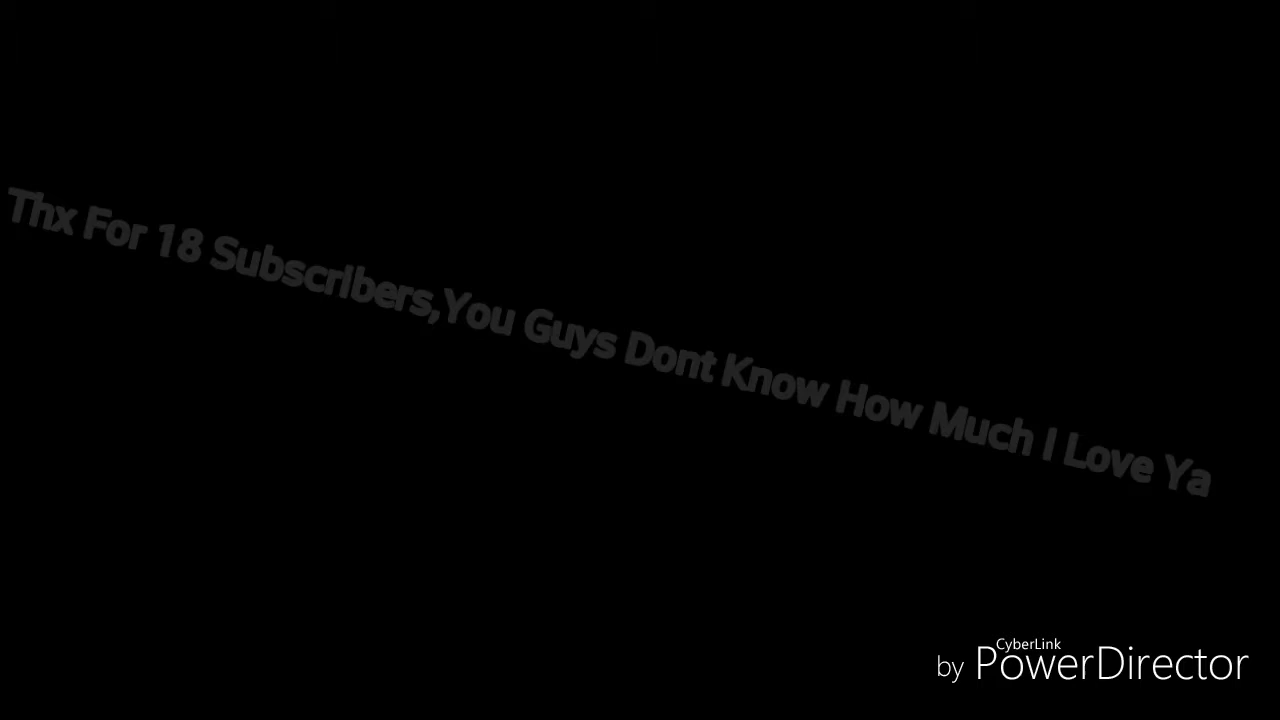 Thx For 18 Subscribers,You Guys Dont Know How Much I Love Ya
CyberLink
by PowerDirector